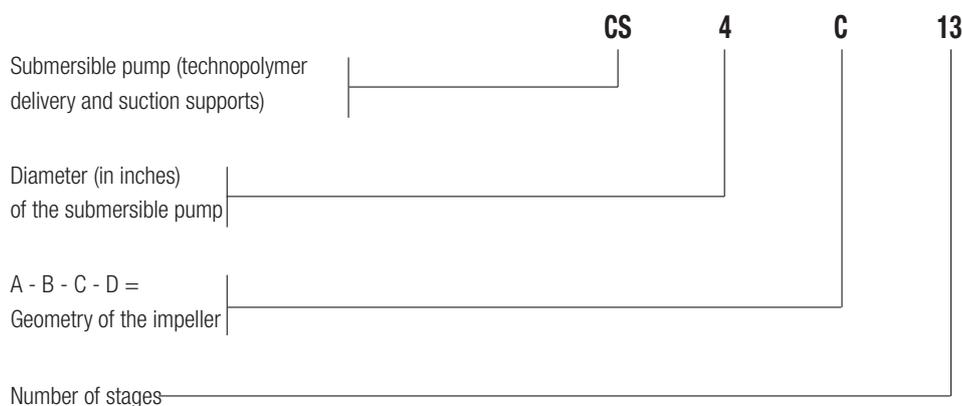 CS 4 C 13
Submersible pump (technopolymer
delivery and suction supports)
Diameter (in inches)
of the submersible pump
A - B - C - D =
Geometry of the impeller
Number of stages